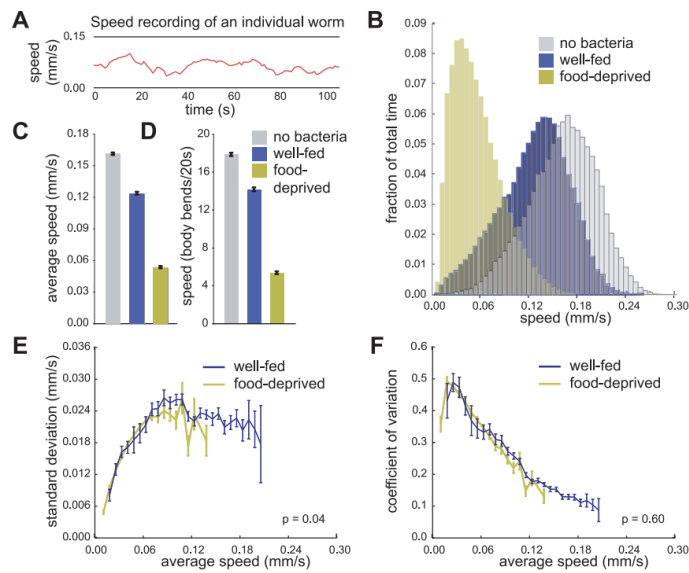 A
Speed recording of an individual worm
0.15
0.00
speed
(mm/s)
0 20 40 60 80 100
time (s)
B
no bacteria
well-fed
food-deprived
0.09
0.08
0.07
0.06
0.05
0.04
0.03
0.02
0.01
0.00
fraction of total time
0.00 0.06 0.12 0.18 0.24 0.30
speed (mm/s)
C
0.18
0.15
0.12
0.09
0.06
0.03
0.00
average speed (mm/s)
D
20
16
12
8
4
0
speed (body bends/20s)
no bacteria
well-fed
food-
deprived
E
well-fed
food-deprived
0.036
0.030
0.024
0.018
0.012
0.006
0.000
standard deviation (mm/s)
p = 0.04
0.00 0.06 0.12 0.18 0.24 0.30
average speed (mm/s)
F
well-fed
food-deprived
0.6
0.5
0.4
0.3
0.2
0.1
0.0
coefficient of variation
p = 0.60
0.00 0.06 0.12 0.18 0.24 0.30
average speed (mm/s)